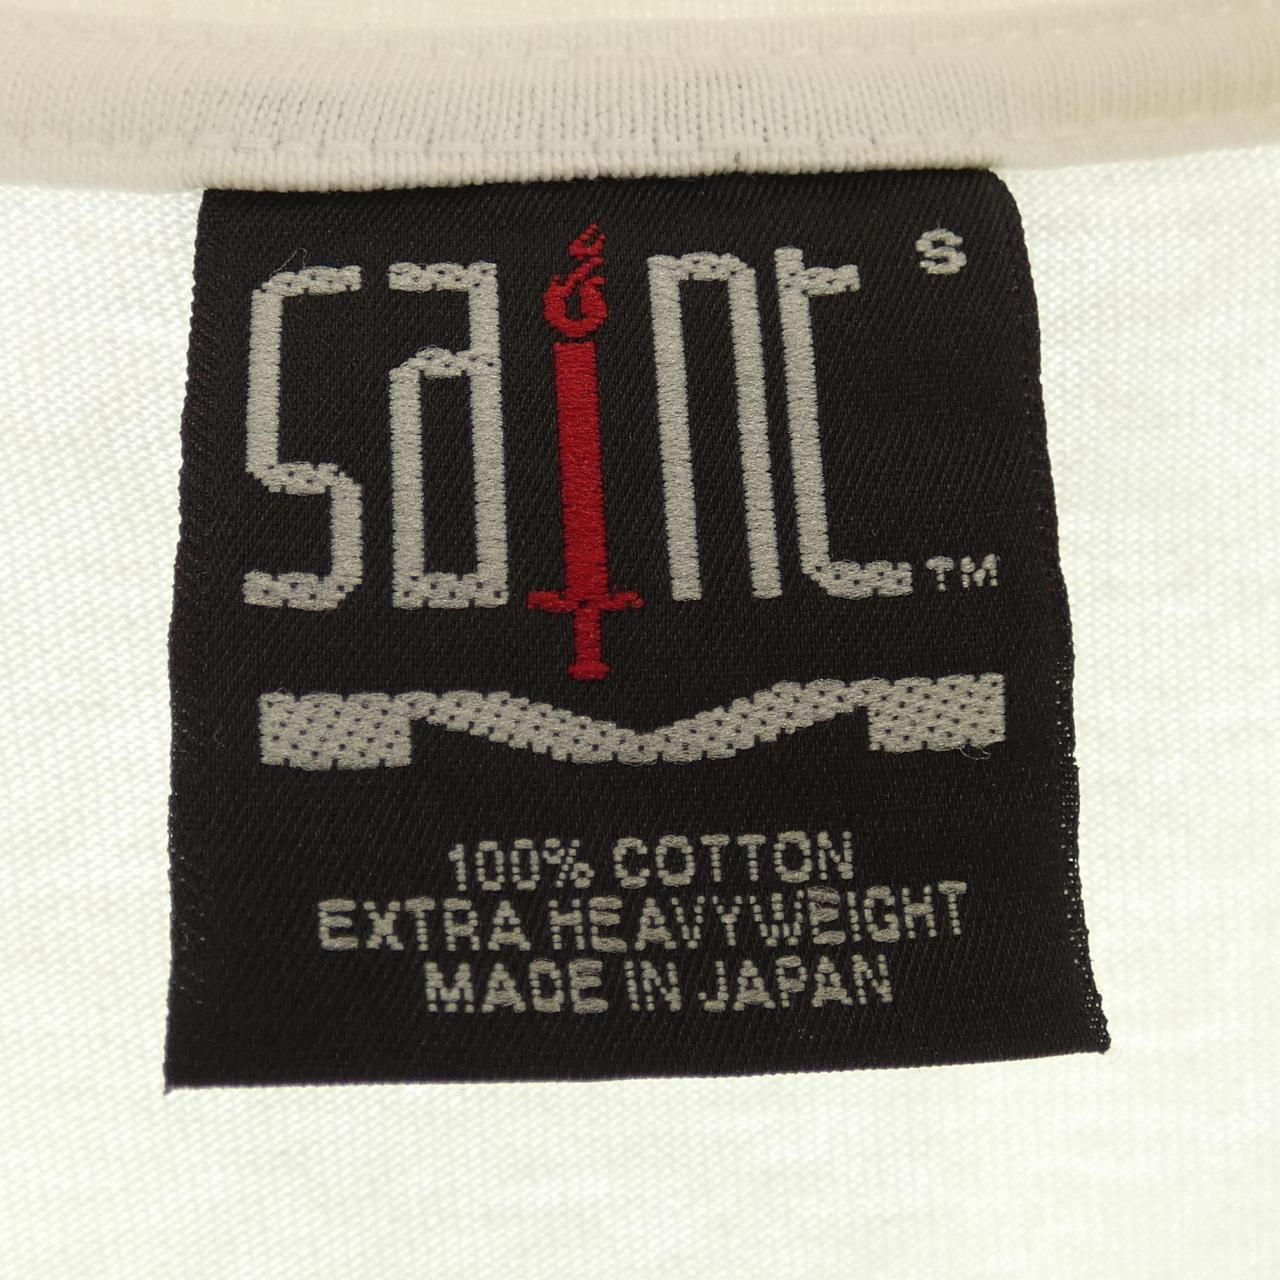 saint S
TM
100% COTTON
EXTRA HEAVYWEIGHT
MADE IN JAPAN